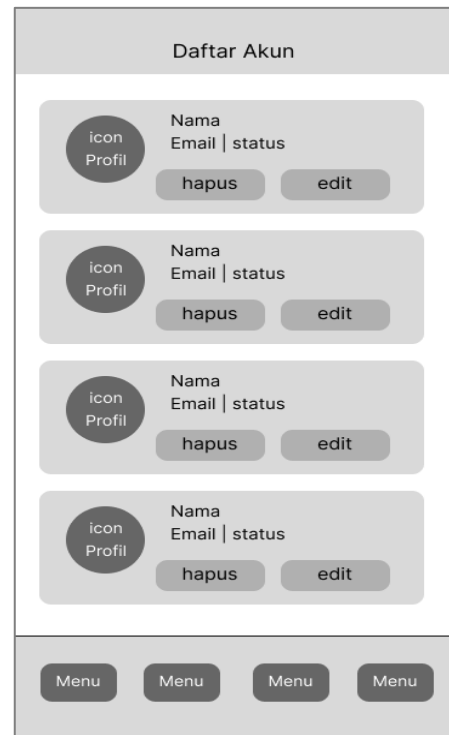 Daftar Akun
icon
Profil
Nama
Email | status
hapus
edit
icon
Profil
Nama
Email | status
hapus
edit
icon
Profil
Nama
Email | status
hapus
edit
icon
Profil
Nama
Email | status
hapus
edit
Menu
Menu
Menu
Menu